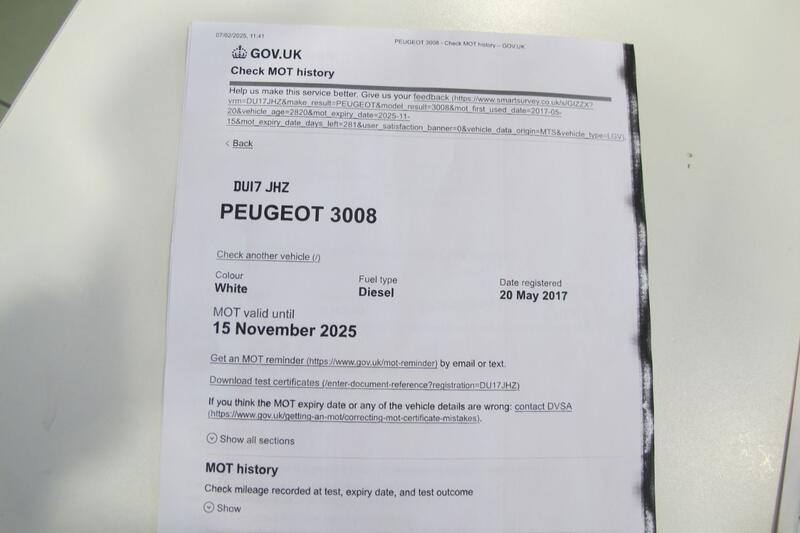 07/02/2025, 11:41
PEUGEOT 3008 - Check MOT history – GOV.UK
GOV.UK
Check MOT history
Help us make this service better. Give us your feedback (https://www.smartsurvey.co.uk/s/GIZZX?
vrm=DU17JHZ&make_result=PEUGEOT&model_result=3008&mot_first_used_date=2017-05-
20&vehicle_age=2820&mot_expiry_date=2025-11-
15&mot_expiry_date_days_left=281&user_satisfaction_banner=0&vehicle_data_origin=MTS&vehicle_type=LGV).
< Back
DU17 JHZ
PEUGEOT 3008
Check another vehicle (/)
Colour
White
Fuel type
Diesel
Date registered
20 May 2017
MOT valid until
15 November 2025
Get an MOT reminder (https://www.gov.uk/mot-reminder) by email or text.
Download test certificates (/enter-document-reference?registration=DU17JHZ)
If you think the MOT expiry date or any of the vehicle details are wrong: contact DVSA
(https://www.gov.uk/getting-an-mot/correcting-mot-certificate-mistakes).
Show all sections
MOT history
Check mileage recorded at test, expiry date, and test outcome
Show